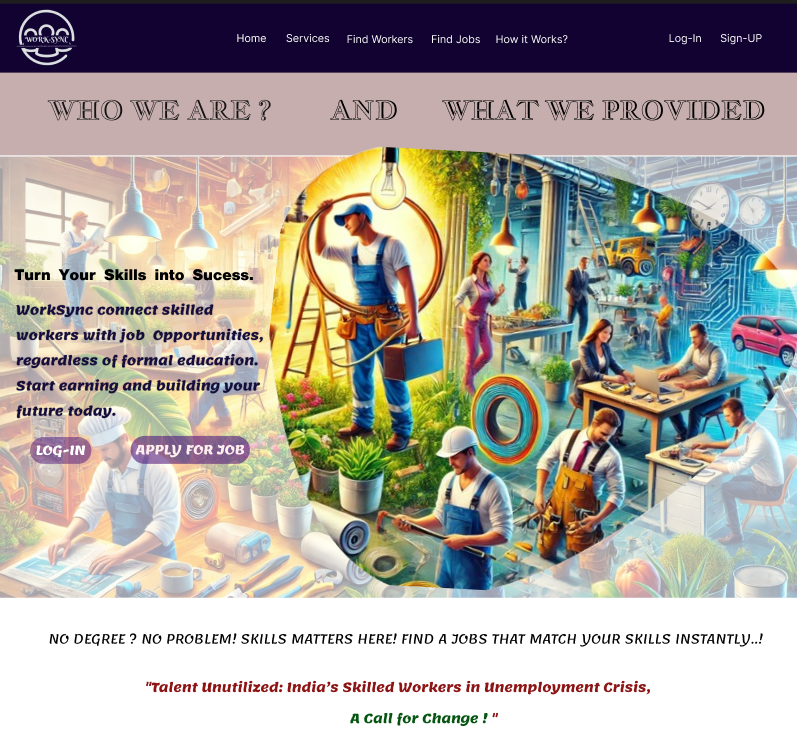 WORK-SYNC
Home Services Find Workers Find Jobs How it Works? Log-In Sign-UP
WHO WE ARE ? AND WHAT WE PROVIDED
Turn Your Skills into Sucess.
WorkSync connect skilled
workers with job Opportunities,
regardless of formal education.
Start earning and building your
future today.
LOG-IN APPLY FOR JOB
NO DEGREE ? NO PROBLEM! SKILLS MATTERS HERE! FIND A JOBS THAT MATCH YOUR SKILLS INSTANTLY..!
"Talent Unutilized: India’s Skilled Workers in Unemployment Crisis,
A Call for Change ! "